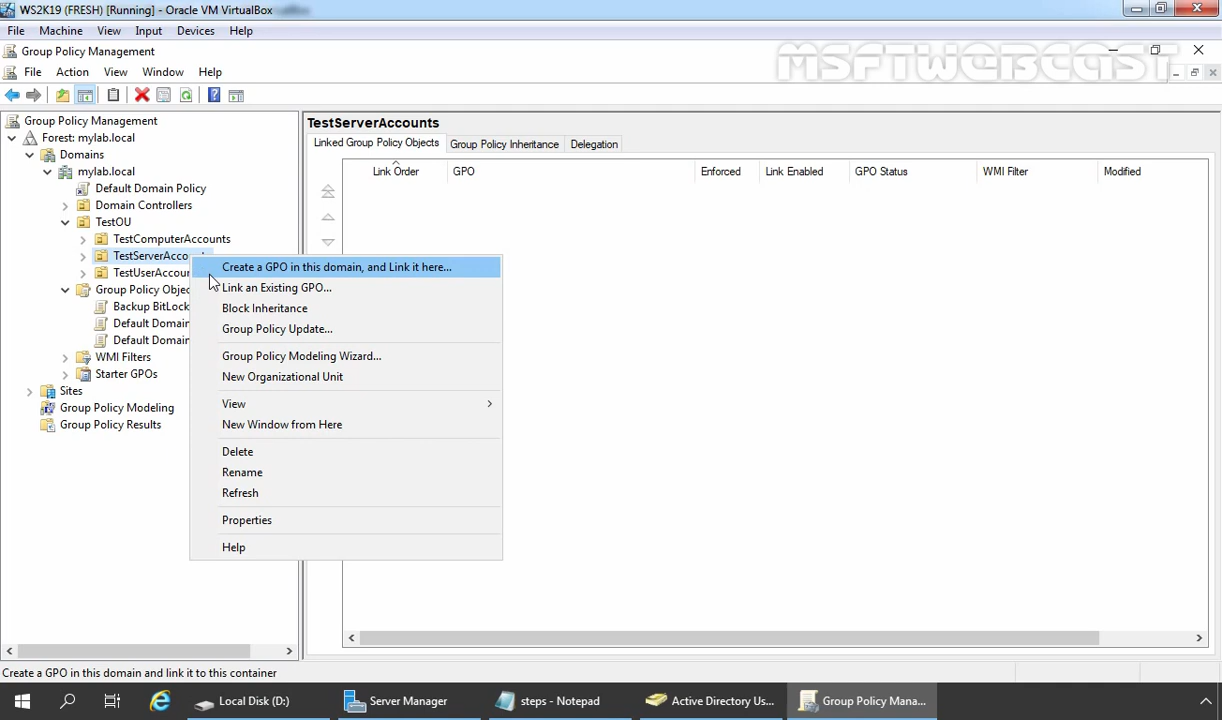 WS2K19 (FRESH) [Running] - Oracle VM VirtualBox
File Machine View Input Devices Help
Group Policy Management
MSFTWEBCAST
File Action View Window Help
Group Policy Management
Forest: mylab.local
Domains
mylab.local
Default Domain Policy
Domain Controllers
TestOU
TestComputerAccounts
TestServerAccou
TestUserAccoun
Group Policy Objec
Backup BitLock
Default Domain
Default Domain
WMI Filters
Starter GPOs
Sites
Group Policy Modeling
Group Policy Results
TestServerAccounts
Linked Group Policy Objects Group Policy Inheritance Delegation
Link Order GPO Enforced Link Enabled GPO Status WMI Filter Modified
Create a GPO in this domain, and Link it here...
Link an Existing GPO...
Block Inheritance
Group Policy Update...
Group Policy Modeling Wizard...
New Organizational Unit
View
New Window from Here
Delete
Rename
Refresh
Properties
Help
Create a GPO in this domain and link it to this container
Local Disk (D:) Server Manager steps - Notepad Active Directory Us... Group Policy Mana...